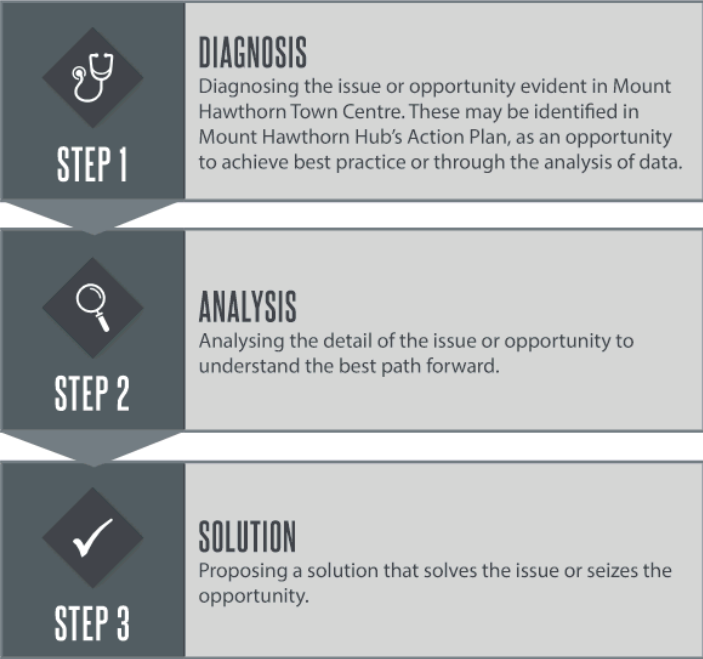 STEP 1
DIAGNOSIS
Diagnosing the issue or opportunity evident in Mount
Hawthorn Town Centre. These may be identified in
Mount Hawthorn Hub's Action Plan, as an opportunity
to achieve best practice or through the analysis of data.
STEP 2
ANALYSIS
Analysing the detail of the issue or opportunity to
understand the best path forward.
STEP 3
SOLUTION
Proposing a solution that solves the issue or seizes the
opportunity.